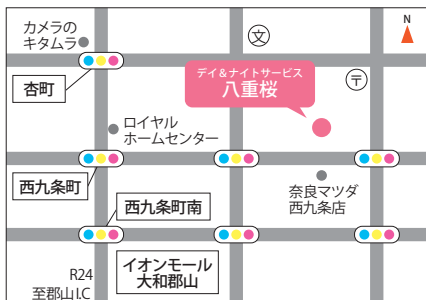 カメラの
キタムラ
文
N
デイ&ナイトサービス
八重桜
〒
杏町
ロイヤル
ホームセンター
西九条町
奈良マツダ
西九条店
西九条町南
イオンモール
大和郡山
R24
至郡山I.C